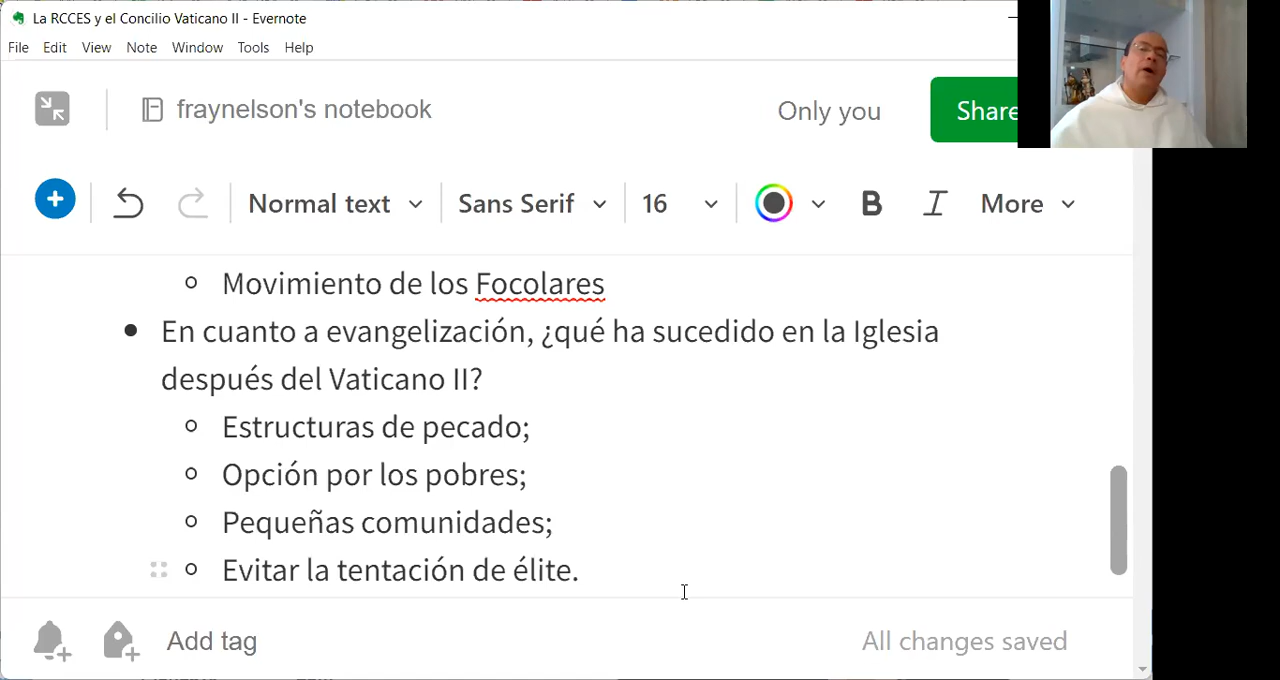 La RCCES y el Concilio Vaticano II - Evernote
File Edit View Note Window Tools Help
fraynelson's notebook
Only you
Share
Normal text
Sans Serif
16
B
I
More
Movimiento de los Focolares
En cuanto a evangelización, ¿qué ha sucedido en la Iglesia
después del Vaticano II?
Estructuras de pecado;
Opción por los pobres;
Pequeñas comunidades;
Evitar la tentación de élite.
Add tag
All changes saved